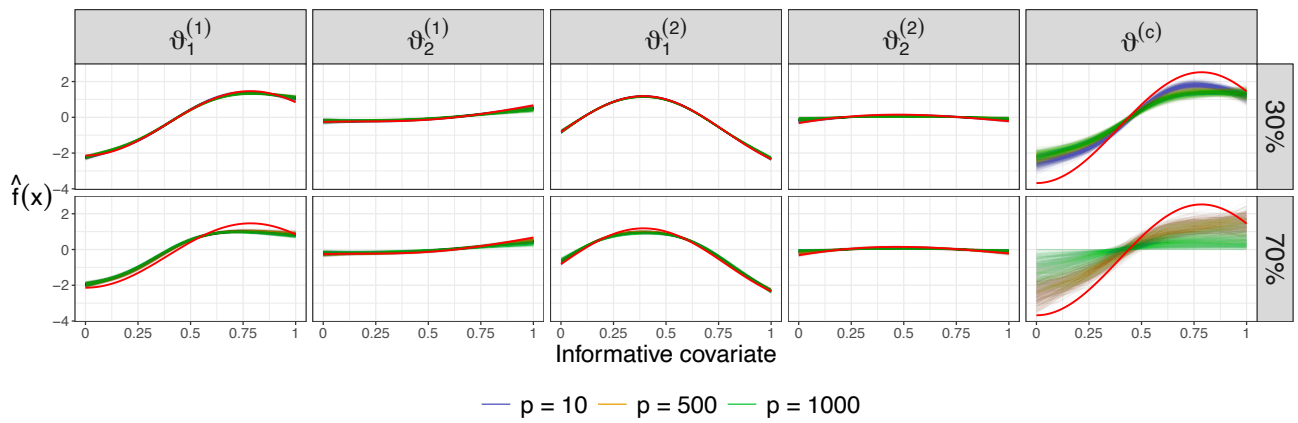 ϑ₁⁽¹⁾ ϑ₂⁽¹⁾ ϑ₁⁽²⁾ ϑ₂⁽²⁾ ϑ⁽ᶜ⁾
2
0
−2
−4
30%
f̂(x)
2
0
−2
−4
70%
0 0.25 0.5 0.75 1 0 0.25 0.5 0.75 1 0 0.25 0.5 0.75 1 0 0.25 0.5 0.75 1 0 0.25 0.5 0.75 1
Informative covariate
p = 10 p = 500 p = 1000